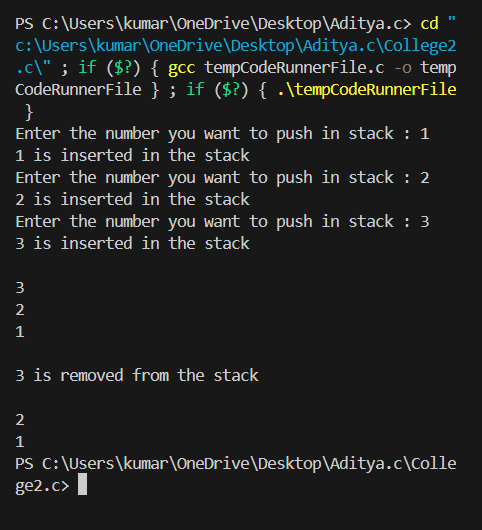 PS C:\Users\kumar\OneDrive\Desktop\Aditya.c> cd "
c:\Users\kumar\OneDrive\Desktop\Aditya.c\College2
.c\" ; if ($?) { gcc tempCodeRunnerFile.c -o temp
CodeRunnerFile } ; if ($?) { .\tempCodeRunnerFile
 }
Enter the number you want to push in stack : 1
1 is inserted in the stack
Enter the number you want to push in stack : 2
2 is inserted in the stack
Enter the number you want to push in stack : 3
3 is inserted in the stack

3
2
1

3 is removed from the stack

2
1
PS C:\Users\kumar\OneDrive\Desktop\Aditya.c\Colle
ge2.c>